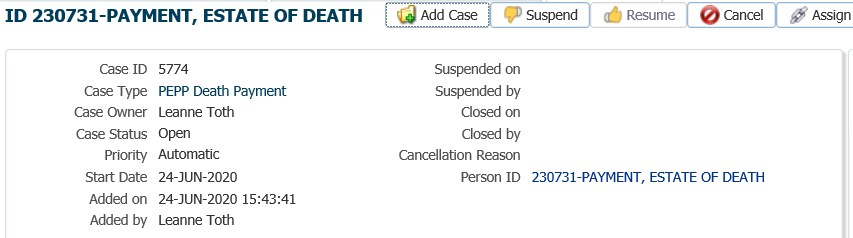 ID 230731-PAYMENT, ESTATE OF DEATH Add Case Suspend Resume Cancel Assign
Case ID 5774 Suspended on
Case Type PEPP Death Payment Suspended by
Case Owner Leanne Toth Closed on
Case Status Open Closed by
Priority Automatic Cancellation Reason
Start Date 24-JUN-2020 Person ID 230731-PAYMENT, ESTATE OF DEATH
Added on 24-JUN-2020 15:43:41
Added by Leanne Toth